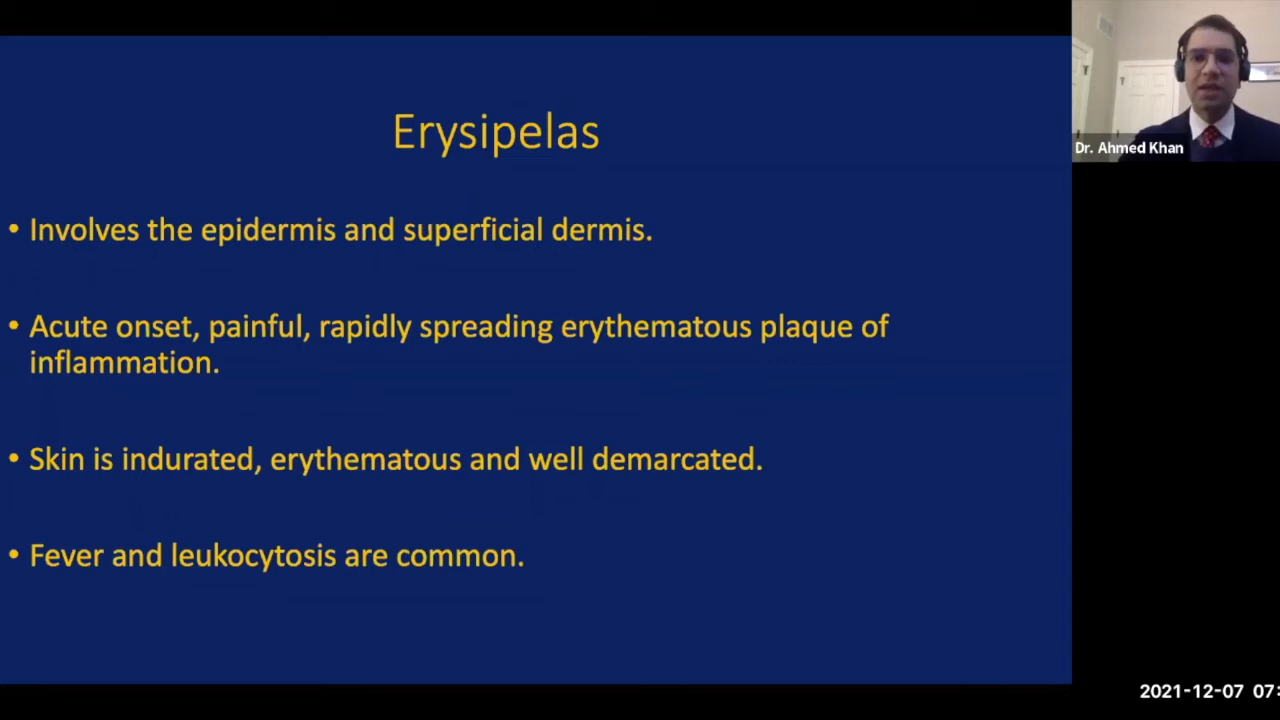 Erysipelas
• Involves the epidermis and superficial dermis.
• Acute onset, painful, rapidly spreading erythematous plaque of
inflammation.
• Skin is indurated, erythematous and well demarcated.
• Fever and leukocytosis are common.
Dr. Ahmed Khan
2021-12-07 07: